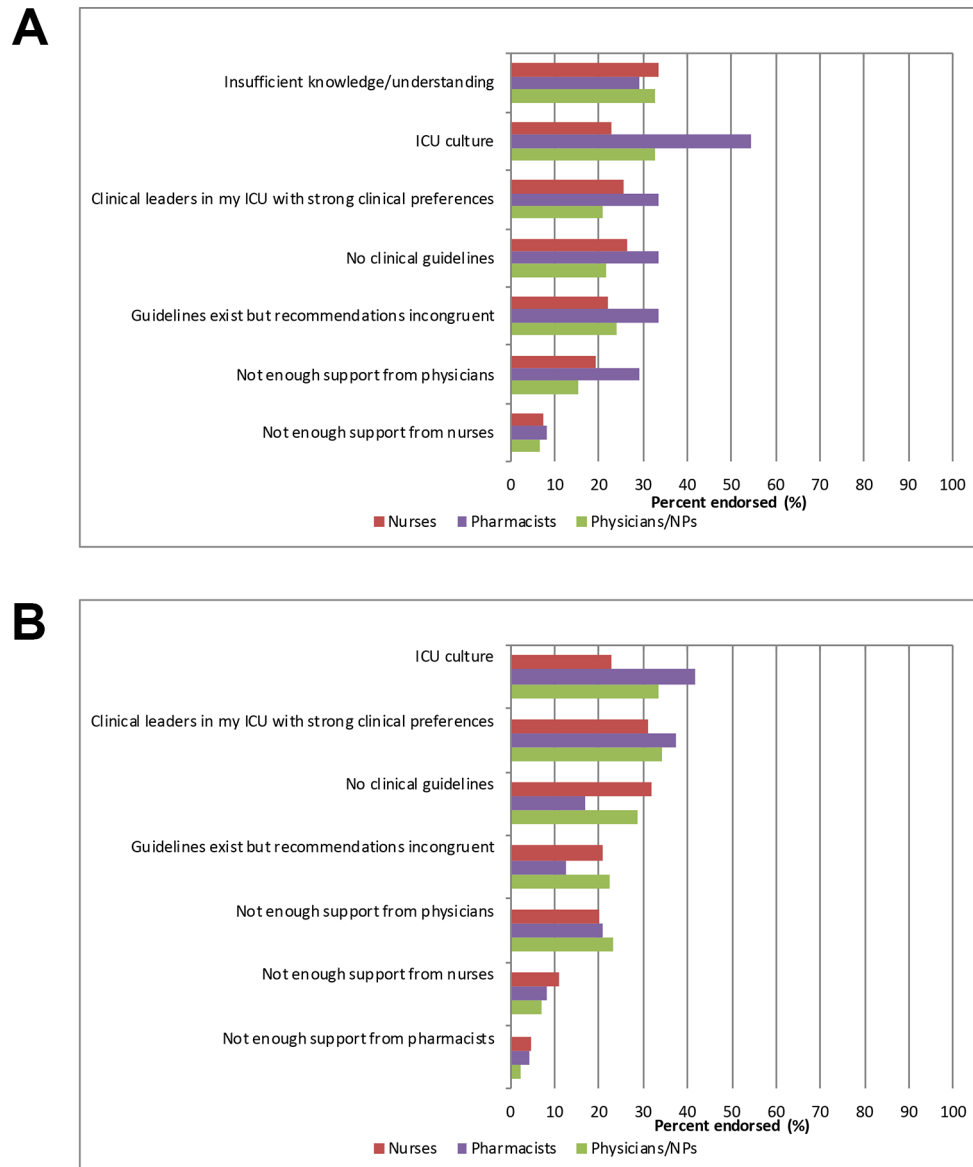 A
Insufficient knowledge/understanding
ICU culture
Clinical leaders in my ICU with strong clinical preferences
No clinical guidelines
Guidelines exist but recommendations incongruent
Not enough support from physicians
Not enough support from nurses
0 10 20 30 40 50 60 70 80 90 100
Percent endorsed (%)
Nurses Pharmacists Physicians/NPs
B
ICU culture
Clinical leaders in my ICU with strong clinical preferences
No clinical guidelines
Guidelines exist but recommendations incongruent
Not enough support from physicians
Not enough support from nurses
Not enough support from pharmacists
0 10 20 30 40 50 60 70 80 90 100
Percent endorsed (%)
Nurses Pharmacists Physicians/NPs